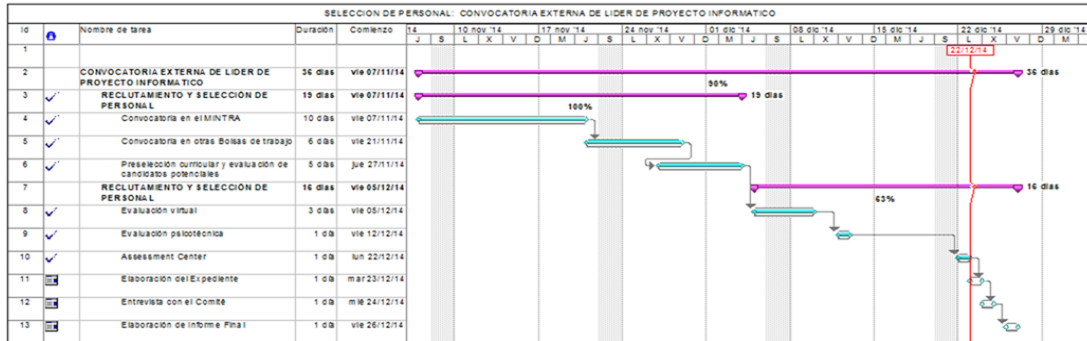 SELECCION DE PERSONAL: CONVOCATORIA EXTERNA DE LIDER DE PROYECTO INFORMATICO
Id Nombre de tarea Duración Comienzo 14 10 nov '14 17 nov '14 24 nov '14 01 dic '14 08 dic '14 15 dic '14 22 dic '14 29 dic '14
J S L X V D M J S L X V D M J S L X V D M J S L X V D M
1 22/12/14
2 CONVOCATORIA EXTERNA DE LIDER DE PROYECTO INFORMATICO 36 días vie 07/11/14 90% 36 días
3 RECLUTAMIENTO Y SELECCIÓN DE PERSONAL 19 días vie 07/11/14 100% 19 días
4 Convocatoria en el MINTRA 10 días vie 07/11/14
5 Convocatoria en otras Bolsas de trabajo 6 días vie 21/11/14
6 Preselección curricular y evaluación de candidatos potenciales 5 días jue 27/11/14
7 RECLUTAMIENTO Y SELECCIÓN DE PERSONAL 16 días vie 05/12/14 63% 16 días
8 Evaluación virtual 3 días vie 05/12/14
9 Evaluación psicotécnica 1 día vie 12/12/14
10 Assessment Center 1 día lun 22/12/14
11 Elaboración del Expediente 1 día mar 23/12/14
12 Entrevista con el Comité 1 día mié 24/12/14
13 Elaboración de Informe Final 1 día vie 26/12/14